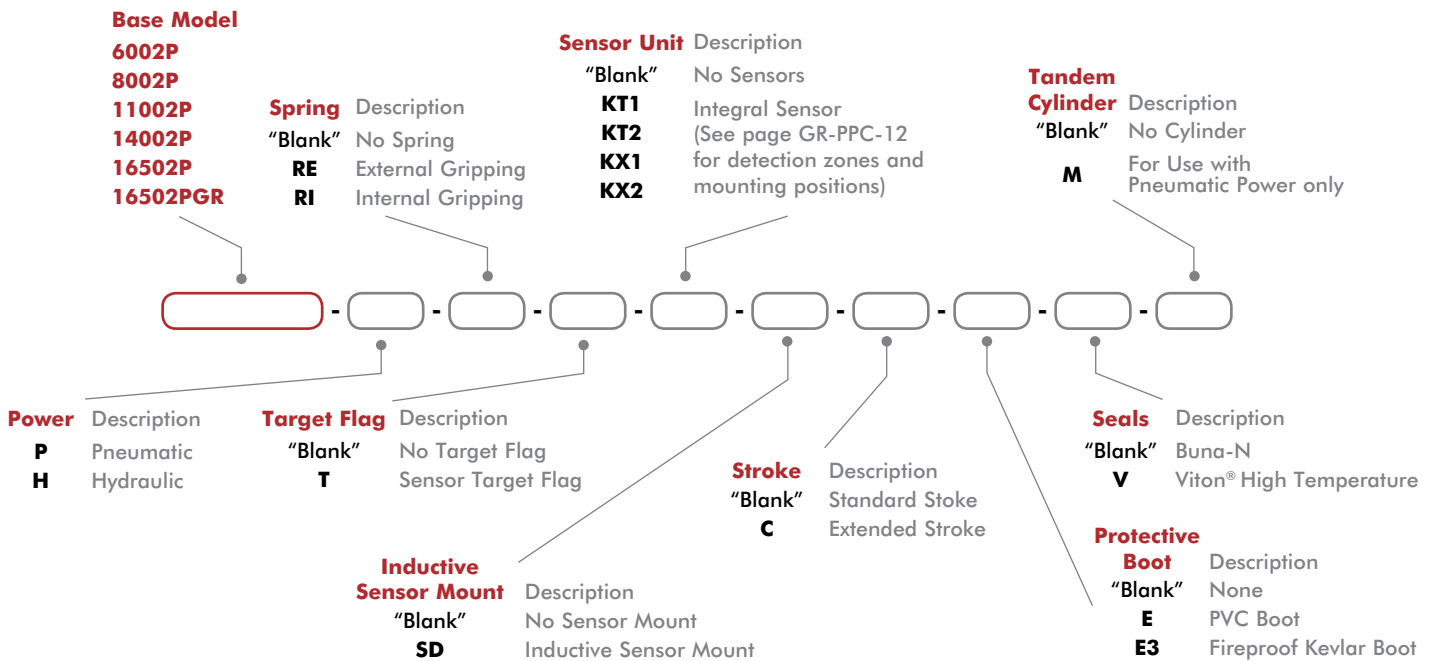 Base Model
6002P
8002P
11002P
14002P
16502P
16502PGR
Spring Description
“Blank” No Spring
RE External Gripping
RI Internal Gripping
Sensor Unit Description
“Blank” No Sensors
KT1 Integral Sensor
KT2 (See page GR-PPC-12
KX1 for detection zones and
KX2 mounting positions)
Tandem
Cylinder Description
“Blank” No Cylinder
M For Use with
Pneumatic Power only
- - - - - - - - -
Power Description
P Pneumatic
H Hydraulic
Target Flag Description
“Blank” No Target Flag
T Sensor Target Flag
Inductive
Sensor Mount Description
“Blank” No Sensor Mount
SD Inductive Sensor Mount
Stroke Description
“Blank” Standard Stoke
C Extended Stroke
Protective
Boot Description
“Blank” None
E PVC Boot
E3 Fireproof Kevlar Boot
Seals Description
“Blank” Buna-N
V Viton® High Temperature